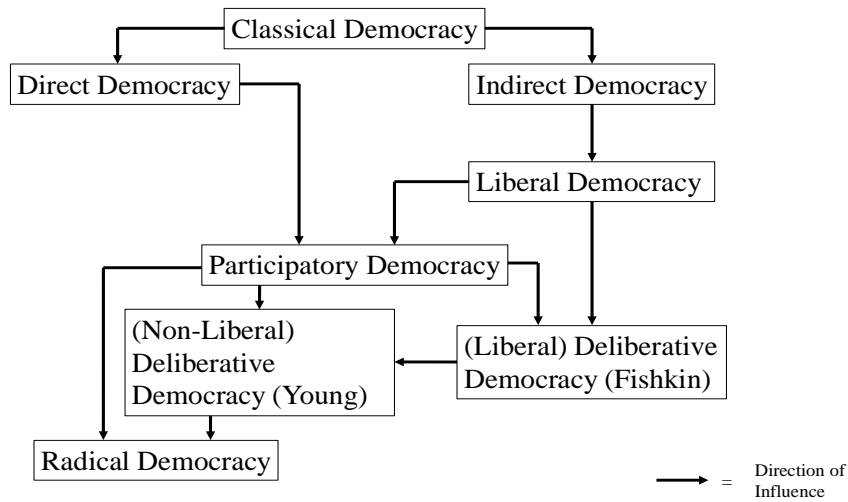 Classical Democracy
Direct Democracy
Indirect Democracy
Liberal Democracy
Participatory Democracy
(Non-Liberal)
Deliberative
Democracy (Young)
(Liberal) Deliberative
Democracy (Fishkin)
Radical Democracy
= Direction of
Influence